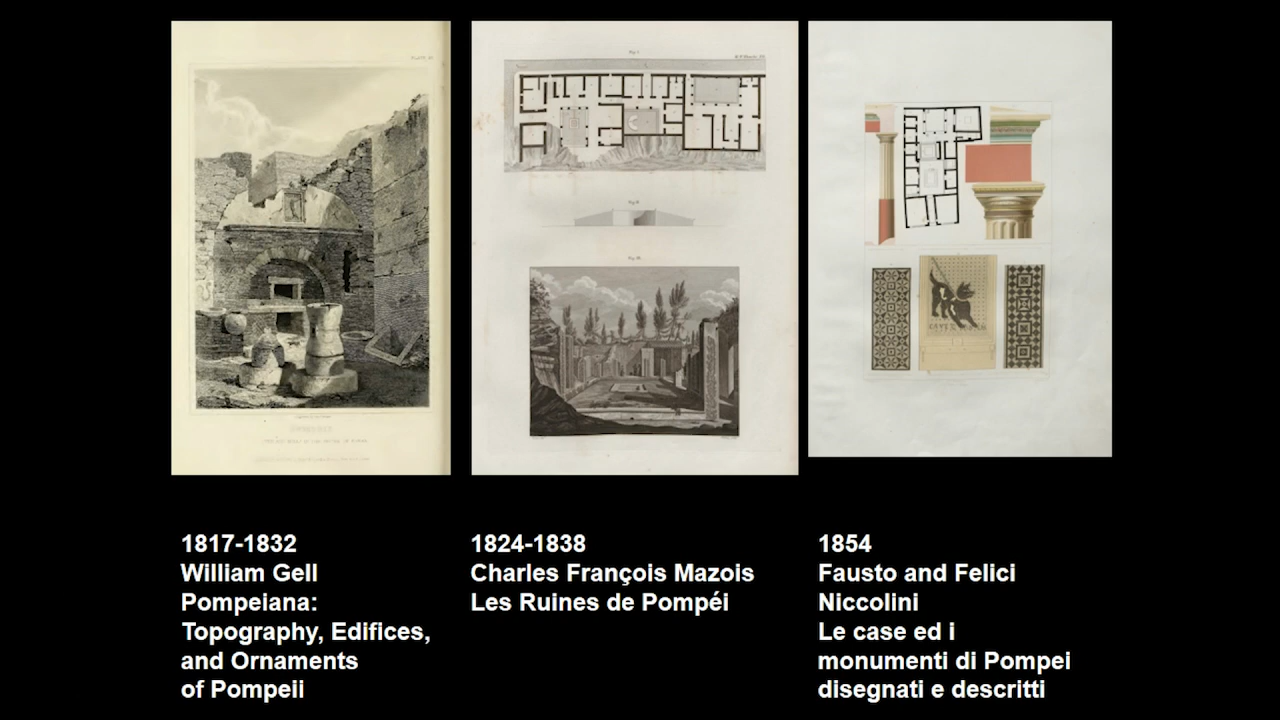 1817-1832
William Gell
Pompeiana:
Topography, Edifices,
and Ornaments
of Pompeii
1824-1838
Charles François Mazois
Les Ruines de Pompéi
1854
Fausto and Felici
Niccolini
Le case ed i
monumenti di Pompei
disegnati e descritti